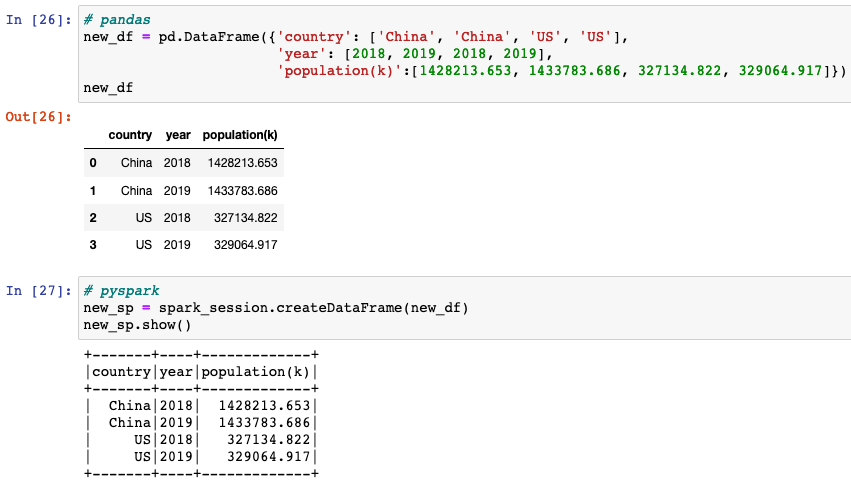 In [26]: # pandas
new_df = pd.DataFrame({'country': ['China', 'China', 'US', 'US'],
'year': [2018, 2019, 2018, 2019],
'population(k)':[1428213.653, 1433783.686, 327134.822, 329064.917]})
new_df
Out[26]:
country year population(k)
0 China 2018 1428213.653
1 China 2019 1433783.686
2 US 2018 327134.822
3 US 2019 329064.917
In [27]: # pyspark
new_sp = spark_session.createDataFrame(new_df)
new_sp.show()
+-------+----+-------------+
|country|year|population(k)|
+-------+----+-------------+
|  China|2018|  1428213.653|
|  China|2019|  1433783.686|
|     US|2018|   327134.822|
|     US|2019|   329064.917|
+-------+----+-------------+